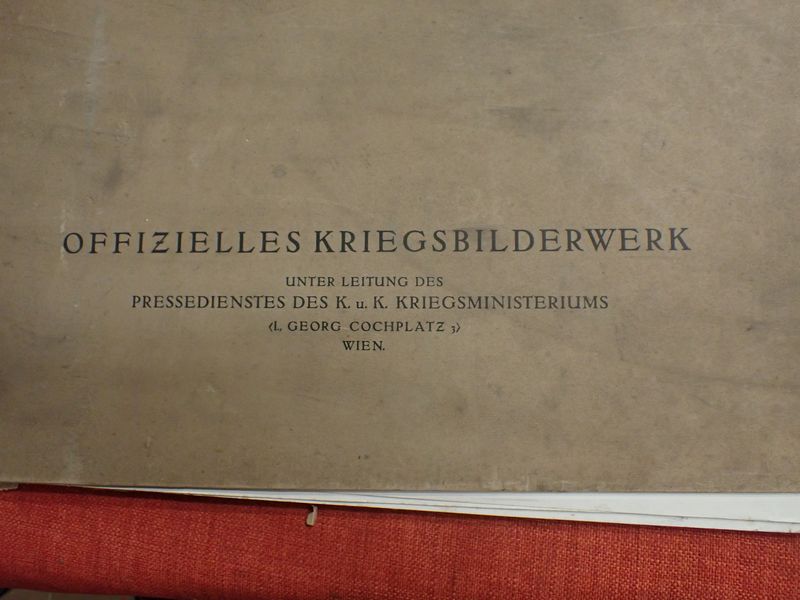 OFFIZIELLES KRIEGSBILDERWERK
UNTER LEITUNG DES
PRESSEDIENSTES DES K. u. K. KRIEGSMINISTERIUMS
(I., GEORG COCHPLATZ 3)
WIEN.